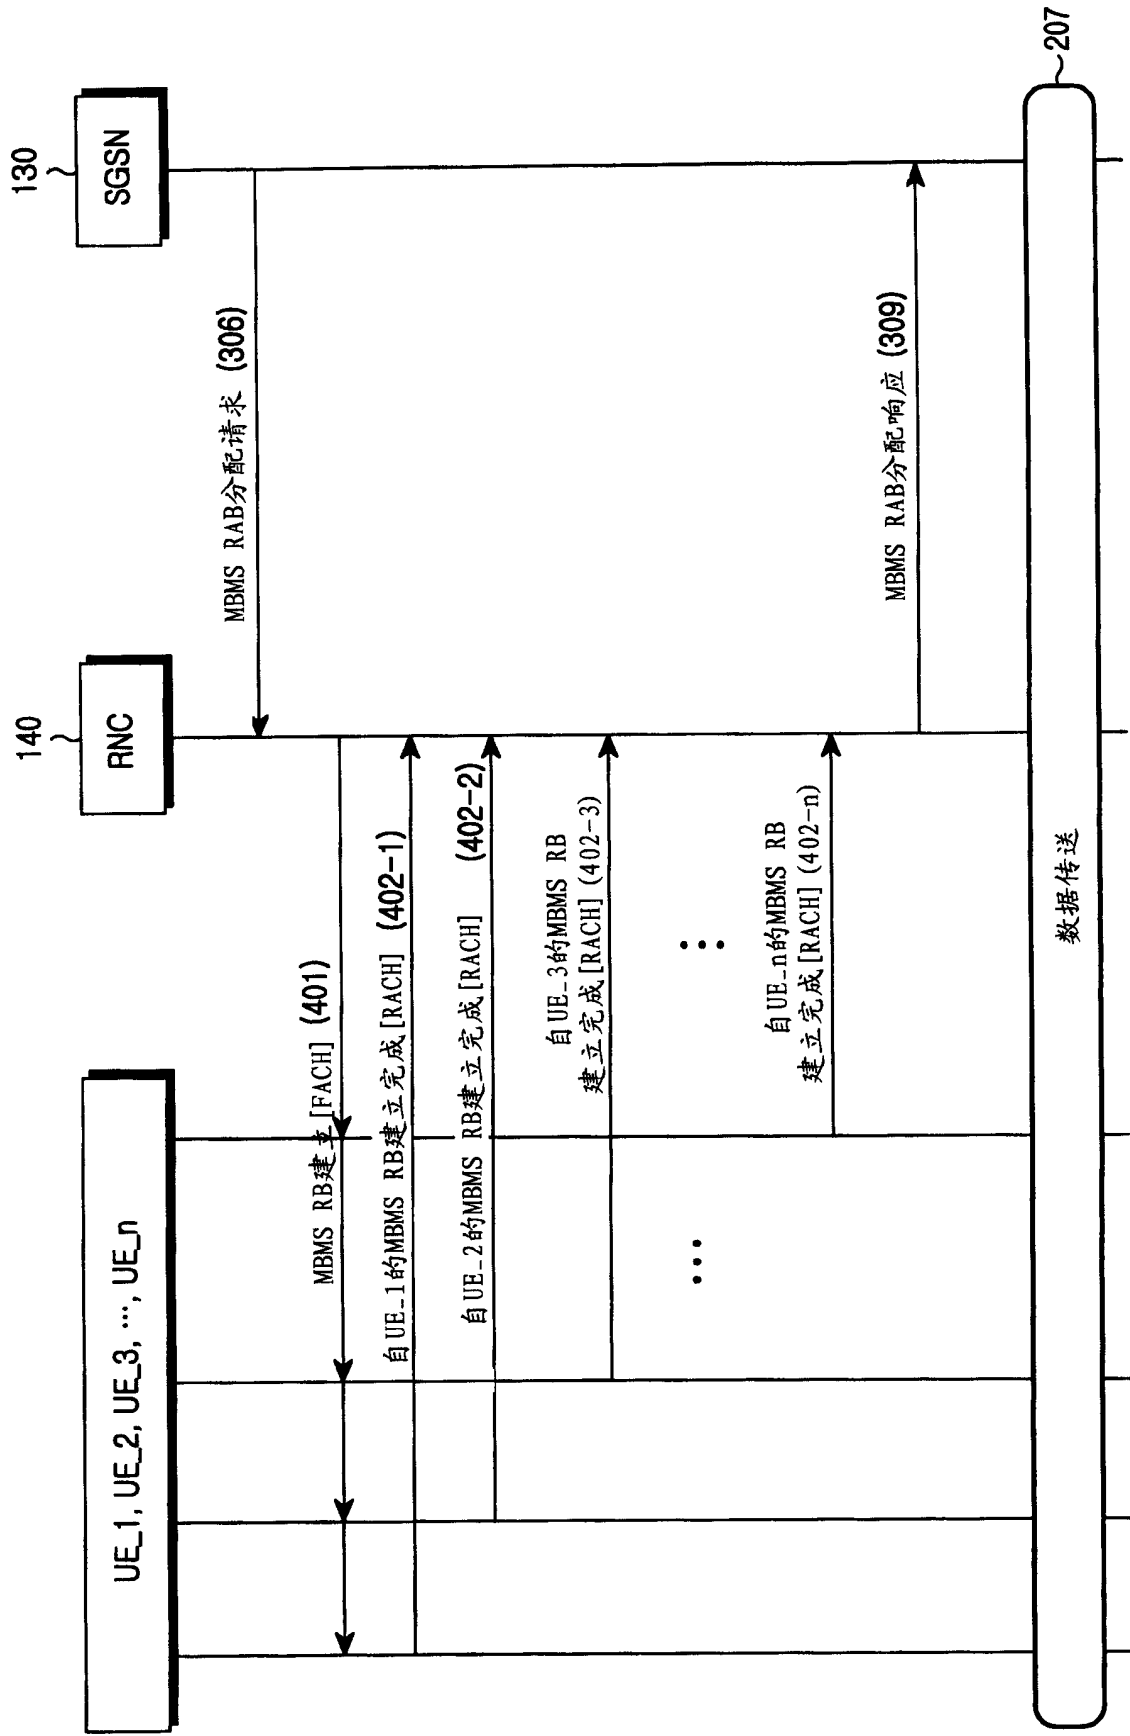 UE_1, UE_2, UE_3, ···, UE_n
140
RNC
130
SGSN
MBMS RAB分配请求 (306)
MBMS RB建立[FACH] (401)
自UE_1的MBMS RB建立完成[RACH] (402-1)
自UE_2的MBMS RB建立完成[RACH] (402-2)
自UE_3的MBMS RB
建立完成[RACH] (402-3)
自UE_n的MBMS RB
建立完成[RACH] (402-n)
MBMS RAB分配响应 (309)
数据传送
207